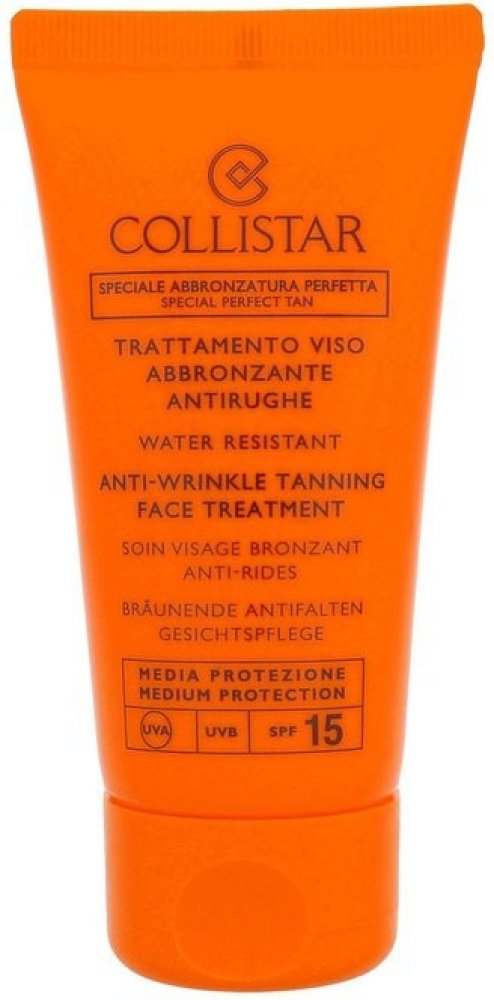 COLLISTAR
SPECIALE ABBRONZATURA PERFETTA
SPECIAL PERFECT TAN
TRATTAMENTO VISO
ABBRONZANTE
ANTIRUGHE
WATER RESISTANT
ANTI-WRINKLE TANNING
FACE TREATMENT
SOIN VISAGE BRONZANT
ANTI-RIDES
BRÄUNENDE ANTIFALTEN
GESICHTSPFLEGE
MEDIA PROTEZIONE
MEDIUM PROTECTION
UVA UVB SPF 15